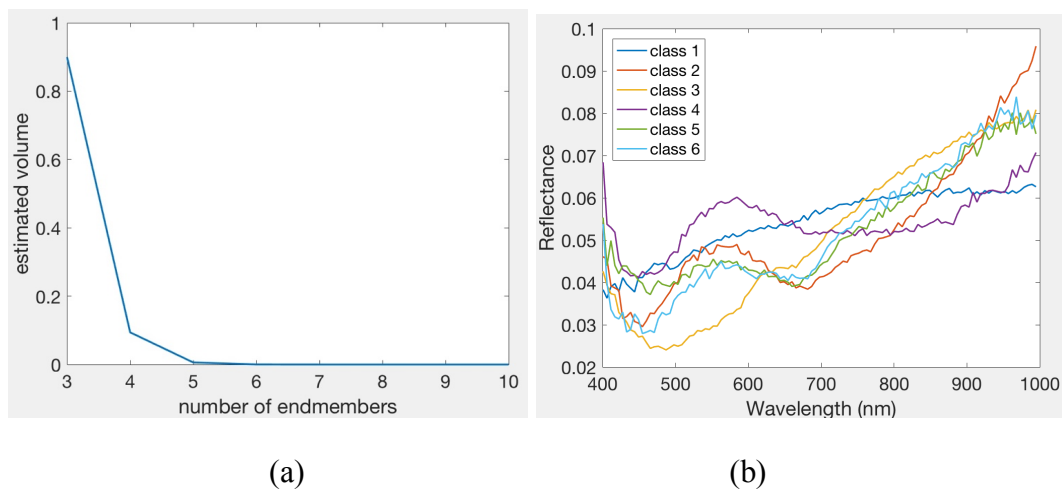 1
0.8
0.6
0.4
0.2
0
3 4 5 6 7 8 9 10
estimated volume
number of endmembers
(a)
0.1
0.09
0.08
0.07
0.06
0.05
0.04
0.03
0.02
400 500 600 700 800 900 1000
Reflectance
Wavelength (nm)
class 1
class 2
class 3
class 4
class 5
class 6
(b)